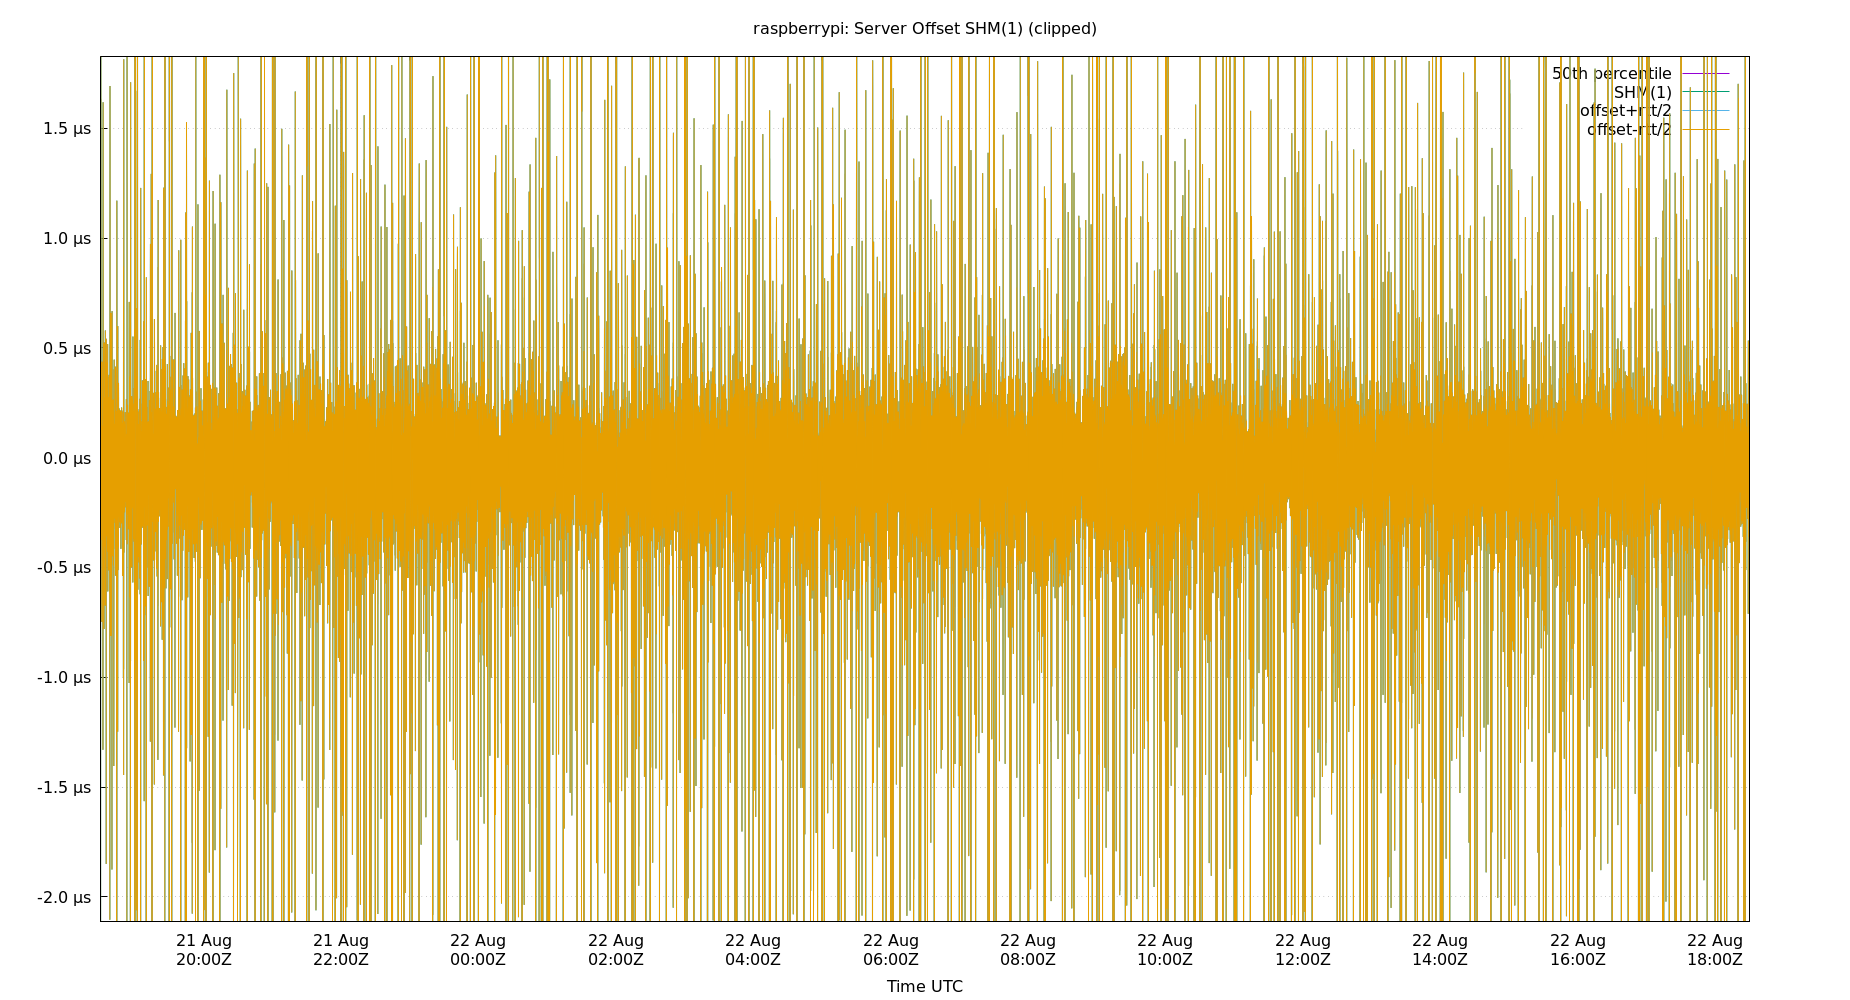 raspberrypi: Server Offset SHM(1) (clipped)
50th percentile
SHM(1)
offset+rtt/2
offset-rtt/2
1.5 µs
1.0 µs
0.5 µs
0.0 µs
-0.5 µs
-1.0 µs
-1.5 µs
-2.0 µs
21 Aug 21 Aug 22 Aug 22 Aug 22 Aug 22 Aug 22 Aug 22 Aug 22 Aug 22 Aug 22 Aug 22 Aug
20:00Z 22:00Z 00:00Z 02:00Z 04:00Z 06:00Z 08:00Z 10:00Z 12:00Z 14:00Z 16:00Z 18:00Z
Time UTC